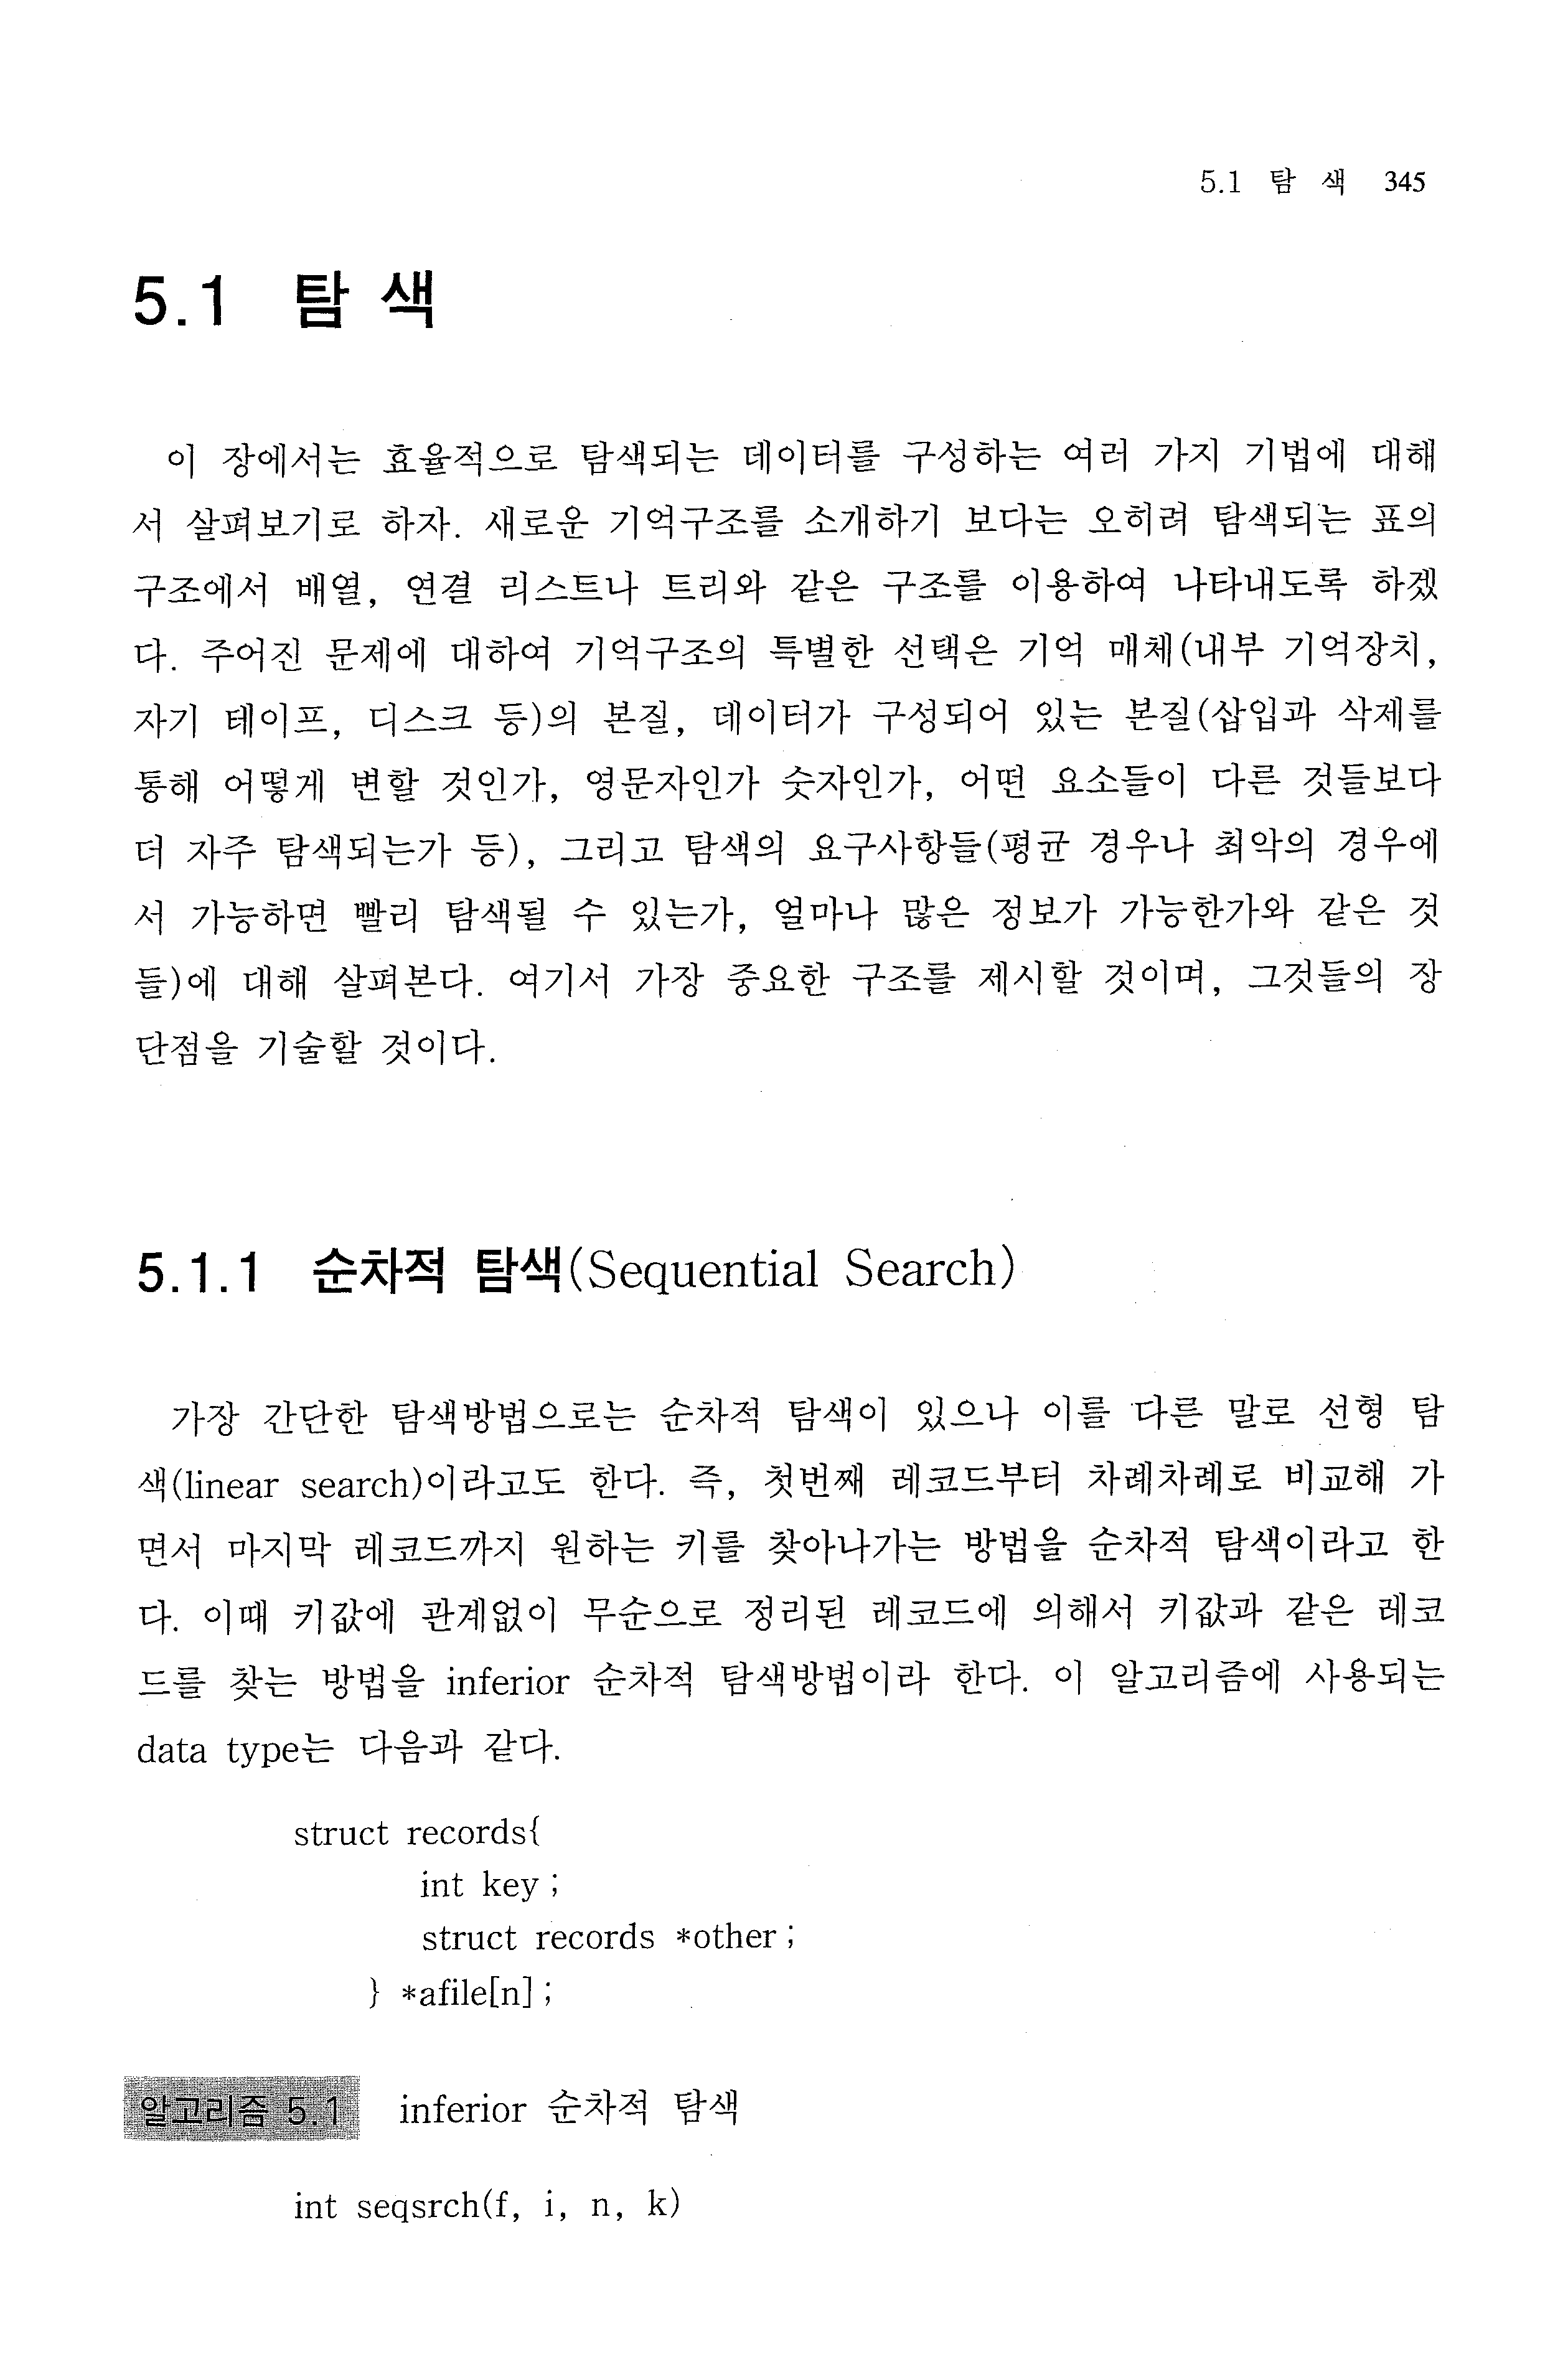 5.1 탐 색 345
5.1 탐 색
이 장에서는 효율적으로 탐색되는 데이터를 구성하는 여러 가지 기법에 대해
서 살펴보기로 하자. 새로운 기억구조를 소개하기 보다는 오히려 탐색되는 표의
구조에서 배열, 연결 리스트나 트리와 같은 구조를 이용하여 나타내도록 하겠
다. 주어진 문제에 대하여 기억구조의 특별한 선택은 기억 매체(내부 기억장치,
자기 테이프, 디스크 등)의 본질, 데이터가 구성되어 있는 본질(삽입과 삭제를
통해 어떻게 변할 것인가, 영문자인가 숫자인가, 어떤 요소들이 다른 것들보다
더 자주 탐색되는가 등), 그리고 탐색의 요구사항들(평균 경우나 최악의 경우에
서 가능하면 빨리 탐색될 수 있는가, 얼마나 많은 정보가 가능한가와 같은 것
들)에 대해 살펴본다. 여기서 가장 중요한 구조를 제시할 것이며, 그것들의 장
단점을 기술할 것이다.
5.1.1 순차적 탐색(Sequential Search)
가장 간단한 탐색방법으로는 순차적 탐색이 있으나 이를 다른 말로 선형 탐
색(linear search)이라고도 한다. 즉, 첫번째 레코드부터 차례차례로 비교해 가
면서 마지막 레코드까지 원하는 키를 찾아나가는 방법을 순차적 탐색이라고 한
다. 이때 키값에 관계없이 무순으로 정리된 레코드에 의해서 키값과 같은 레코
드를 찾는 방법을 inferior 순차적 탐색방법이라 한다. 이 알고리즘에 사용되는
data type는 다음과 같다.
struct records{
int key ;
struct records *other ;
} *afile[n] ;
알고리즘 5.1 inferior 순차적 탐색
int seqsrch(f, i, n, k)